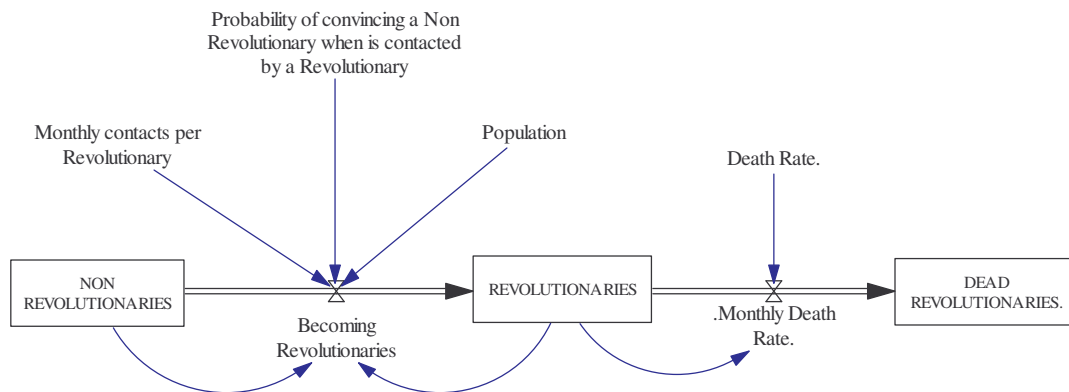 Probability of convincing a Non
Revolutionary when is contacted
by a Revolutionary
Monthly contacts per
Revolutionary
Population
Death Rate.
NON
REVOLUTIONARIES
REVOLUTIONARIES
DEAD
REVOLUTIONARIES.
Becoming
Revolutionaries
.Monthly Death
Rate.